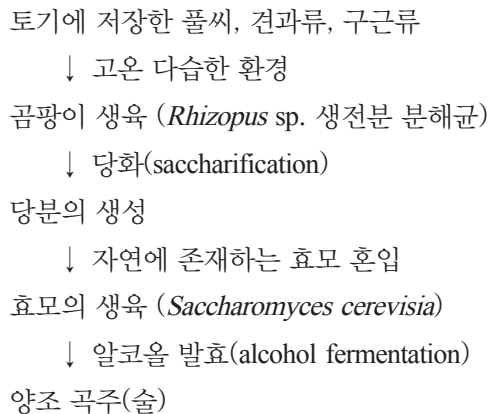 토기에 저장한 풀씨, 견과류, 구근류
↓ 고온 다습한 환경
곰팡이 생육 (Rhizopus sp. 생전분 분해균)
↓ 당화(saccharification)
당분의 생성
↓ 자연에 존재하는 효모 혼입
효모의 생육 (Saccharomyces cerevisia)
↓ 알코올 발효(alcohol fermentation)
양조 곡주(술)